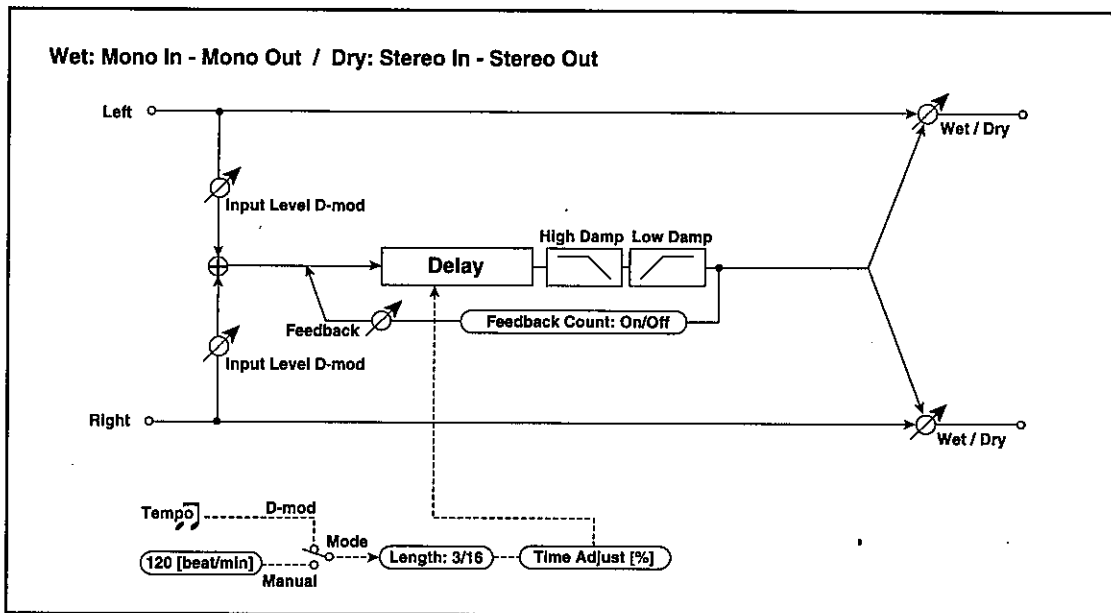 Wet: Mono In - Mono Out / Dry: Stereo In - Stereo Out
Left
Wet / Dry
Input Level D-mod
High Damp
Low Damp
Delay
Feedback
Feedback Count: On/Off
Input Level D-mod
Right
Wet / Dry
Tempo
D-mod
Mode
120 [beat/min]
Manual
Length: 3/16
Time Adjust [%]